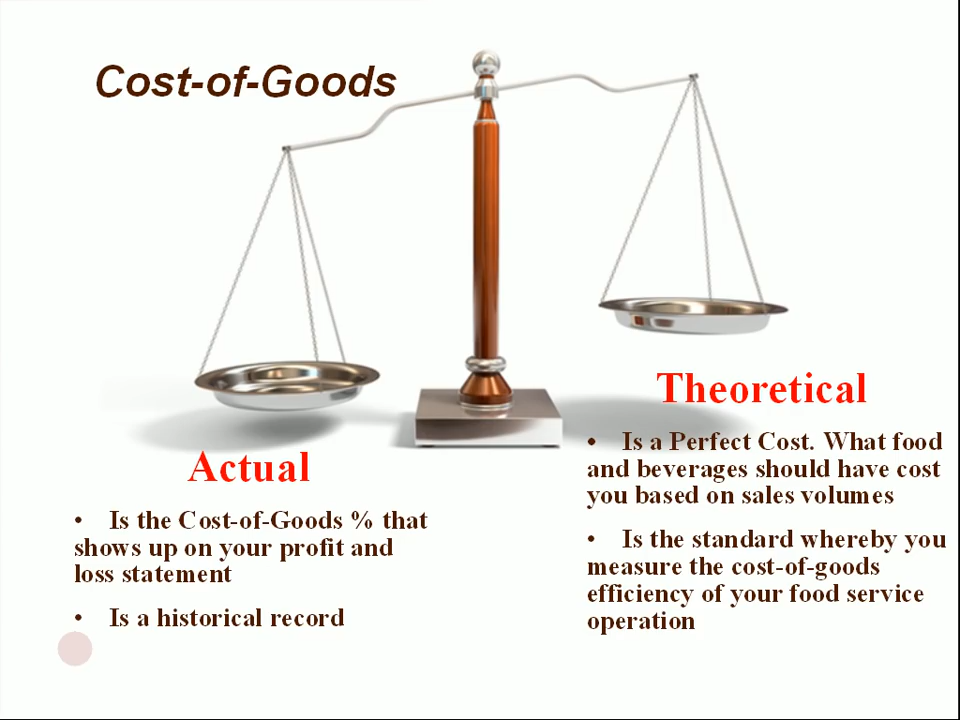 Cost-of-Goods
Actual
• Is the Cost-of-Goods % that
shows up on your profit and
loss statement
• Is a historical record
Theoretical
• Is a Perfect Cost. What food
and beverages should have cost
you based on sales volumes
• Is the standard whereby you
measure the cost-of-goods
efficiency of your food service
operation